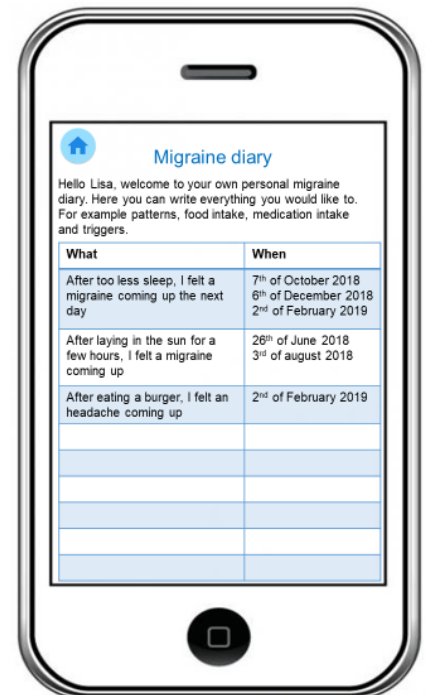 Migraine diary
Hello Lisa, welcome to your own personal migraine
diary. Here you can write everything you would like to.
For example patterns, food intake, medication intake
and triggers.
What
When
After too less sleep, I felt a
migraine coming up the next
day
7th of October 2018
6th of December 2018
2nd of February 2019
After laying in the sun for a
few hours, I felt a migraine
coming up
26th of June 2018
3rd of august 2018
After eating a burger, I felt an
headache coming up
2nd of February 2019